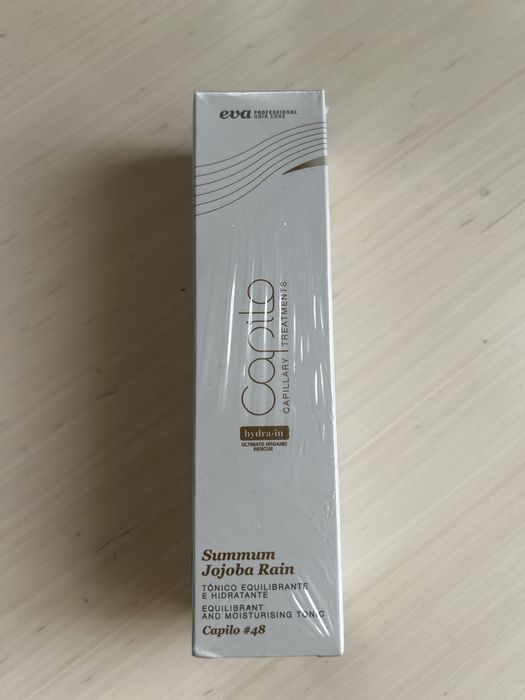 eva PROFESSIONAL
HAIR CARE
capilo
CAPILLARY TREATMENTS
hydra·in
ULTIMATE ORGANIC
RESCUE
Summum
Jojoba Rain
TÓNICO EQUILIBRANTE
E HIDRATANTE
EQUILIBRANT
AND MOISTURISING TONIC
Capilo #48